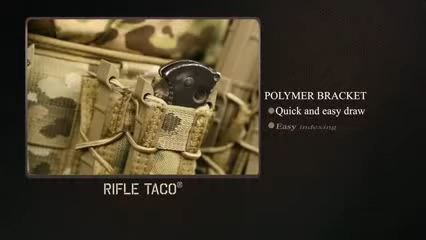 POLYMER BRACKET
Quick and easy draw
Easy indexing
RIFLE TACO®